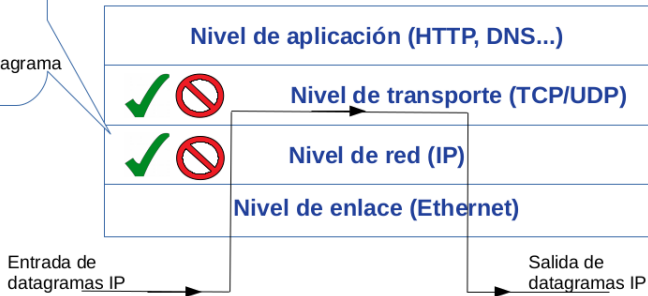 Nivel de aplicación (HTTP, DNS...)
agrama
Nivel de transporte (TCP/UDP)
Nivel de red (IP)
Nivel de enlace (Ethernet)
Entrada de
datagramas IP
Salida de
datagramas IP